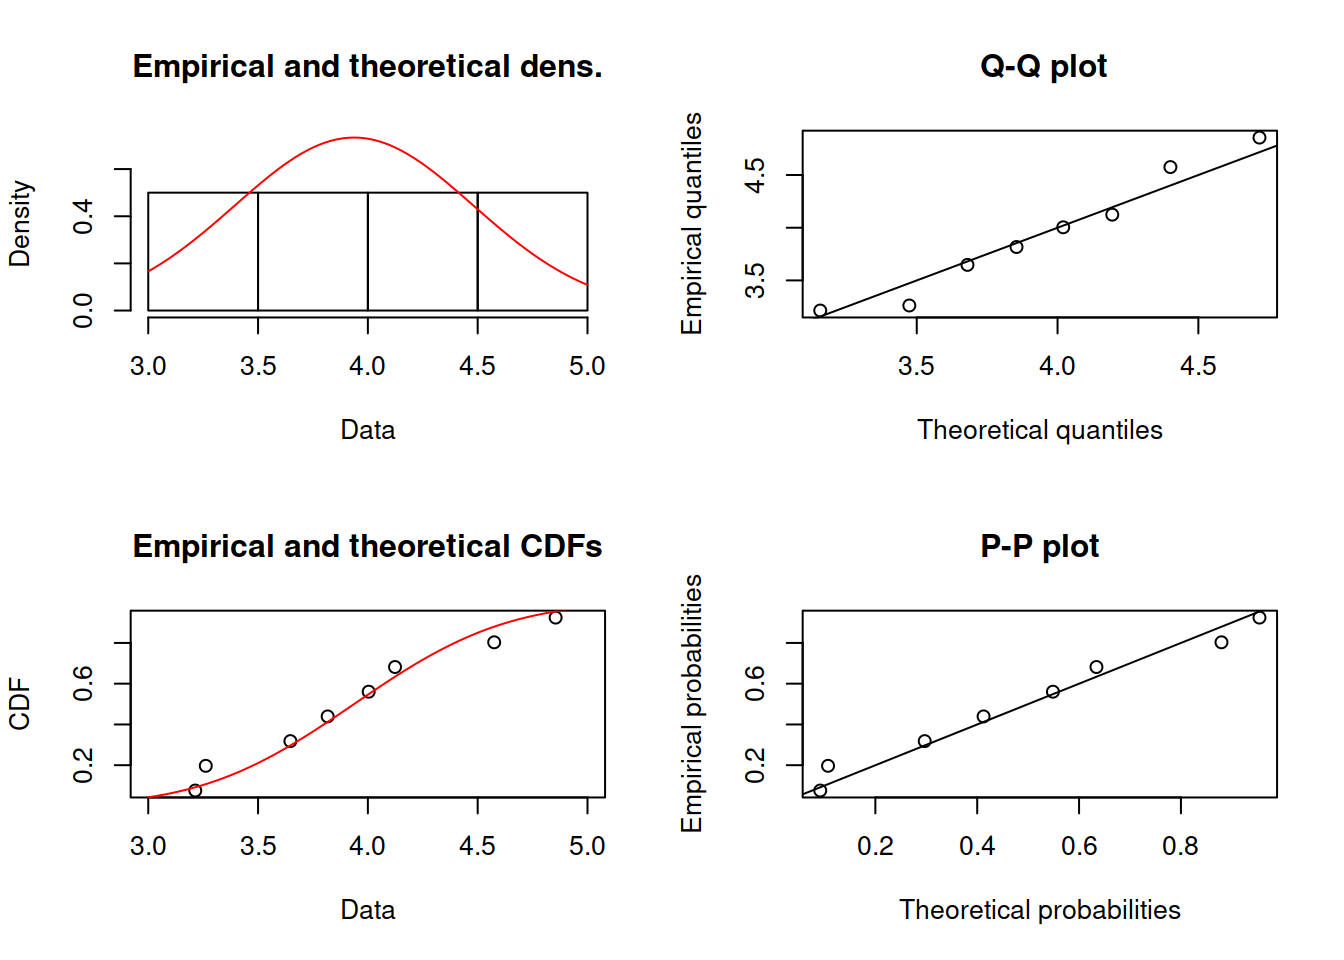 Empirical and theoretical dens.
Density
0.0
0.4
3.0 3.5 4.0 4.5 5.0
Data
Q-Q plot
Empirical quantiles
3.5
4.5
3.5 4.0 4.5
Theoretical quantiles
Empirical and theoretical CDFs
CDF
0.2
0.6
3.0 3.5 4.0 4.5 5.0
Data
P-P plot
Empirical probabilities
0.2
0.6
0.2 0.4 0.6 0.8
Theoretical probabilities